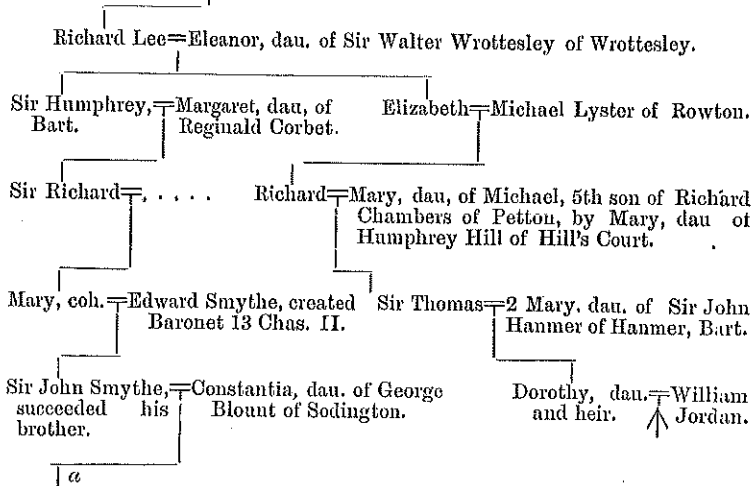 Richard Lee=Eleanor, dau. of Sir Walter Wrottesley of Wrottesley.
Sir Humphrey,=Margaret, dau, of
Bart. Reginald Corbet.
Elizabeth=Michael Lyster of Rowton.
Sir Richard=, . . . .
Richard=Mary, dau, of Michael, 5th son of Richard
Chambers of Petton, by Mary, dau of
Humphrey Hill of Hill's Court.
Mary, coh.=Edward Smythe, created
Baronet 13 Chas. II.
Sir Thomas=2 Mary. dau. of Sir John
Hanmer of Hanmer, Bart.
Sir John Smythe,=Constantia, dau. of George
succeeded his Blount of Sodington.
brother.
Dorothy, dau.=William
and heir. Jordan.
a